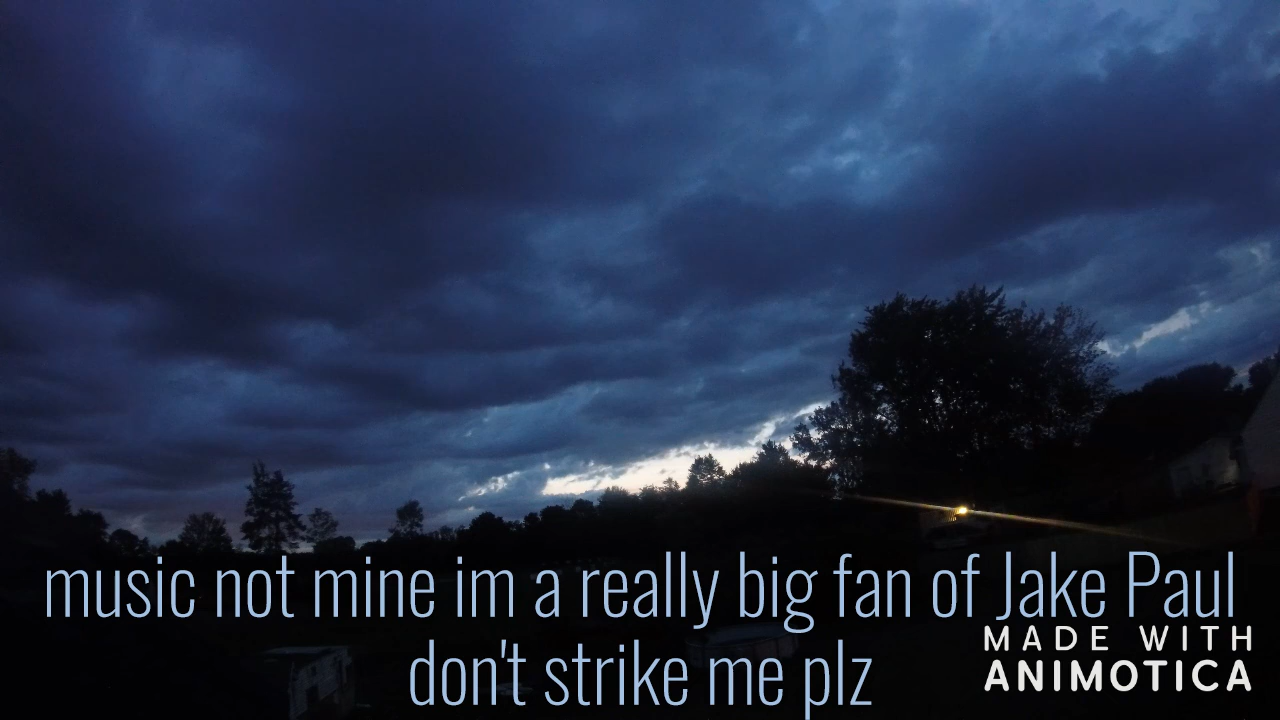 music not mine im a really big fan of Jake Paul
don't strike me plz
MADE WITH
ANIMOTICA